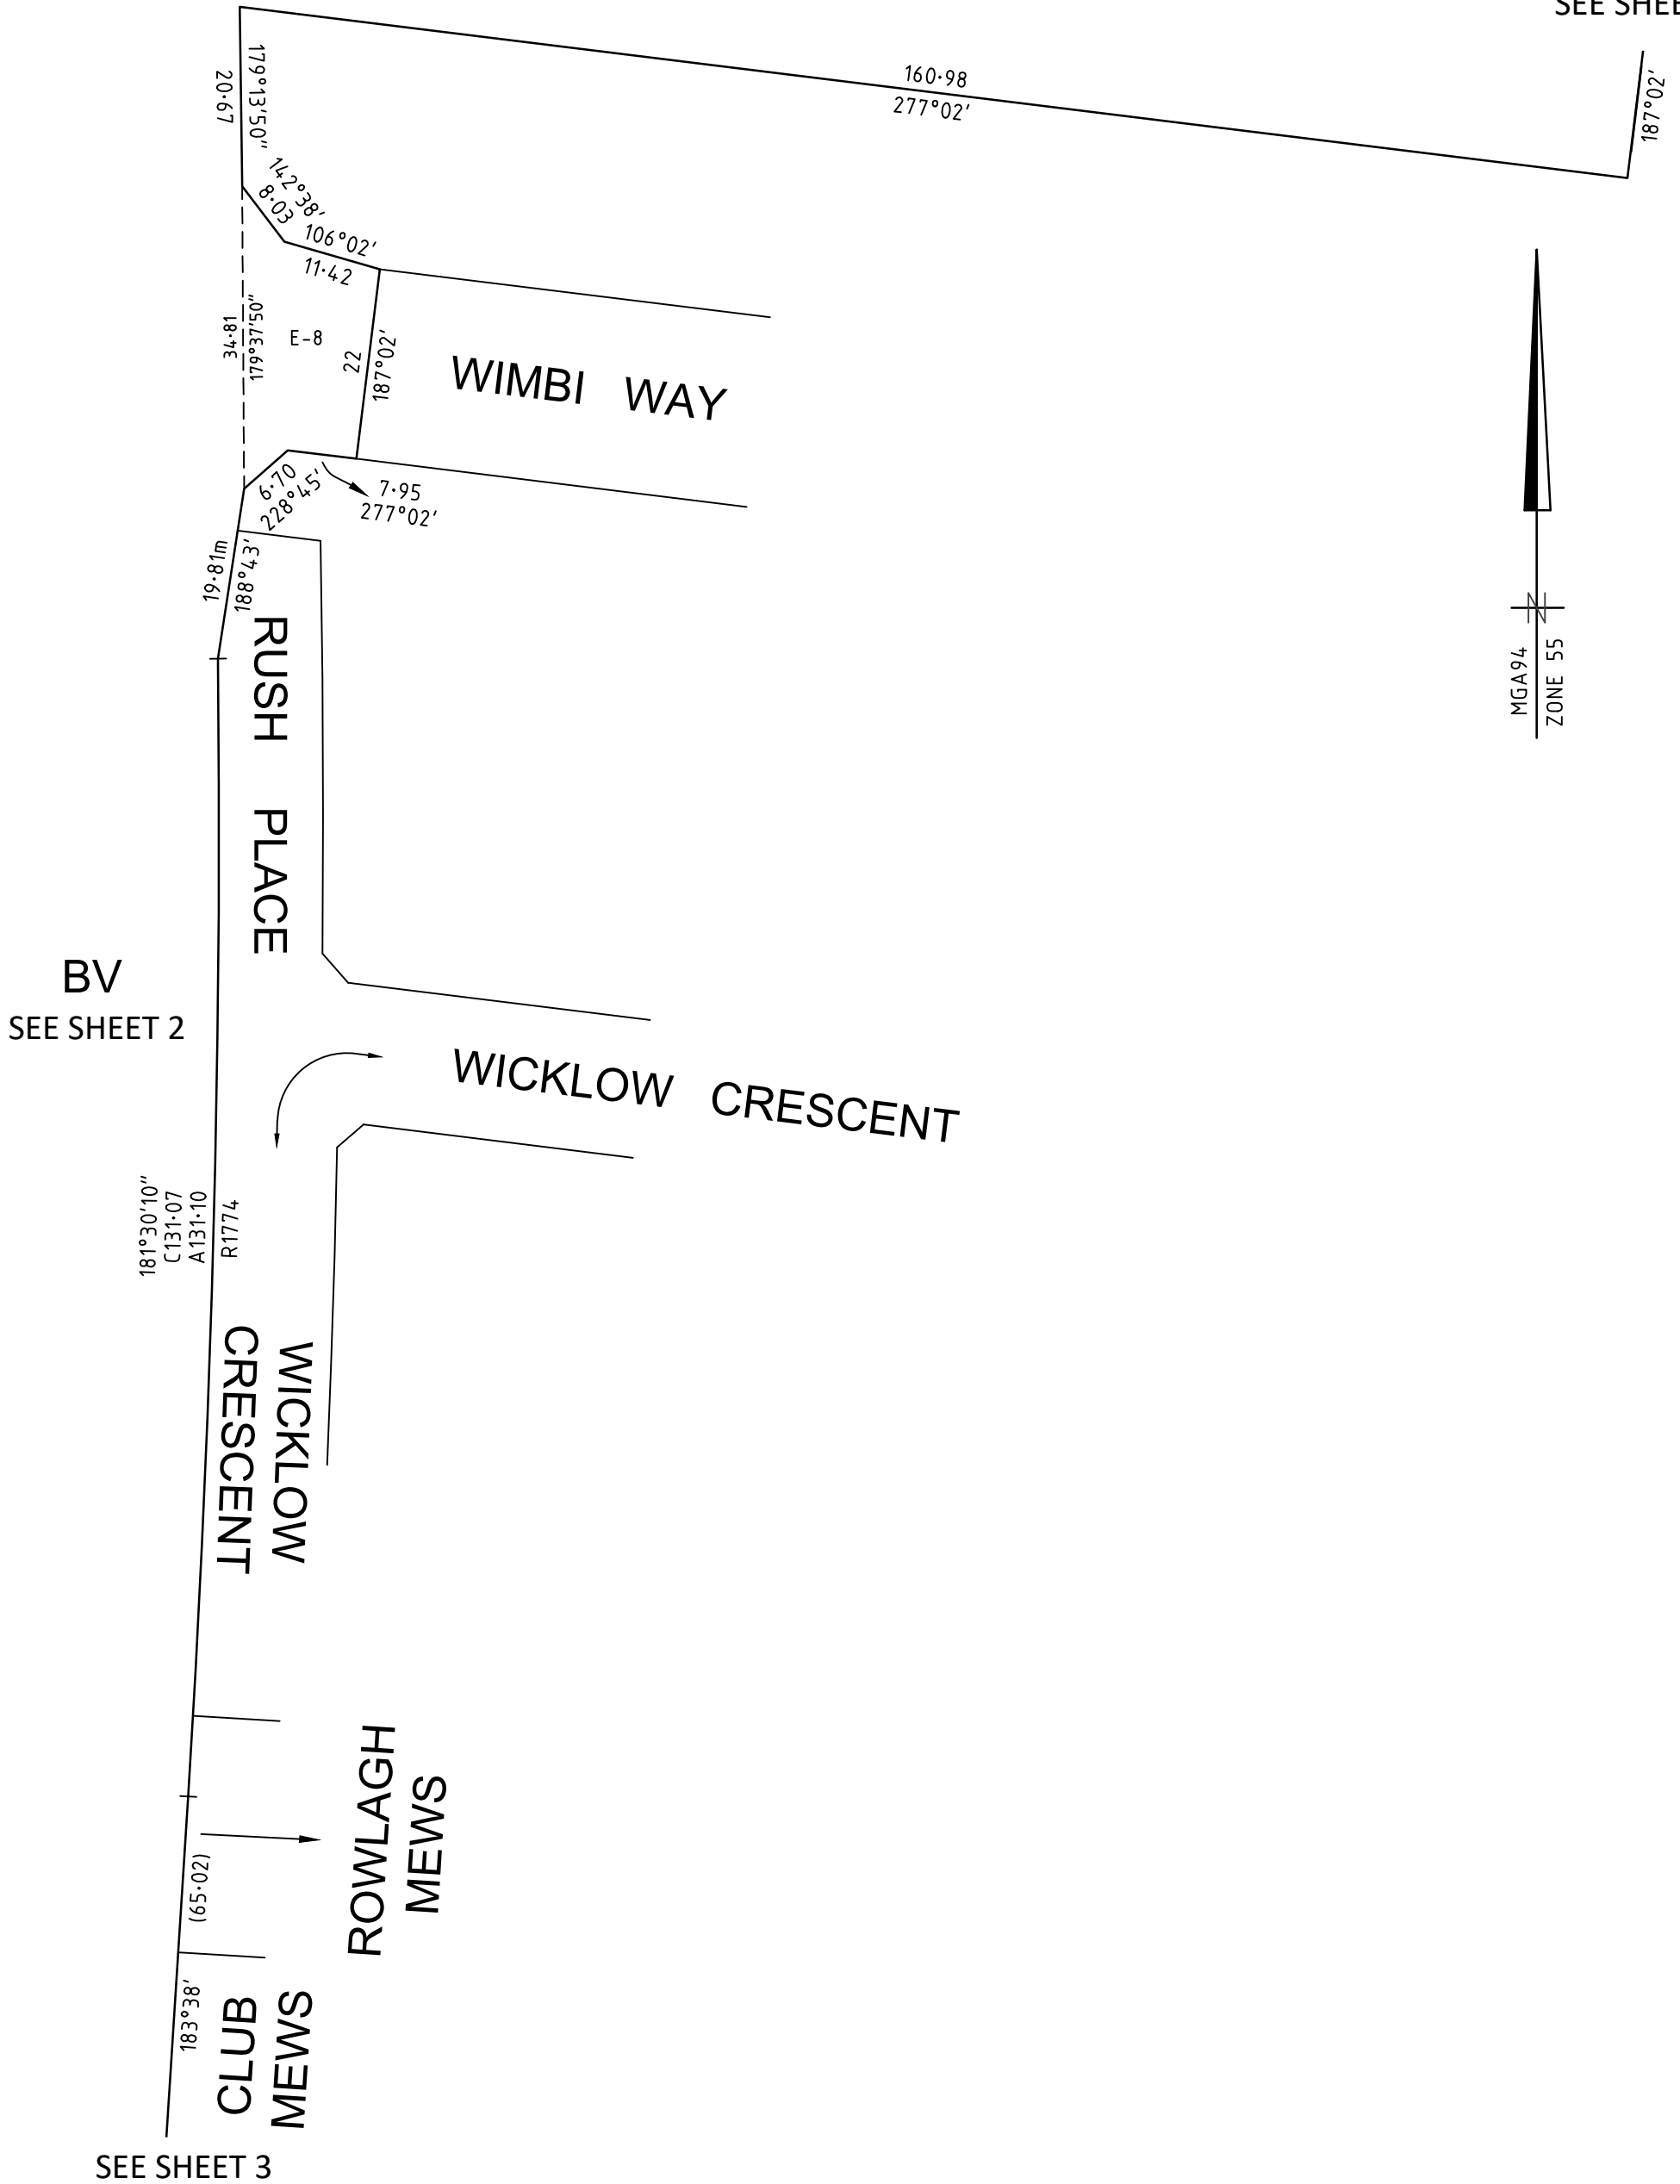 SEE SHEE
187°02'
160·98
277°02'
20·67
179°13'50"
142°38'
8·03
106°02'
11·42
34·81
179°37'50"
E-8
22
187°02'
WIMBI WAY
6·70
228°45'
7·95
277°02'
19·81m
188°43'
MGA94
ZONE 55
N
RUSH PLACE
BV
SEE SHEET 2
WICKLOW CRESCENT
181°30'10"
C131·07
A131·10
R1774
WICKLOW
CRESCENT
ROWLAGH
MEWS
(65·02)
183°38'
CLUB
MEWS
SEE SHEET 3